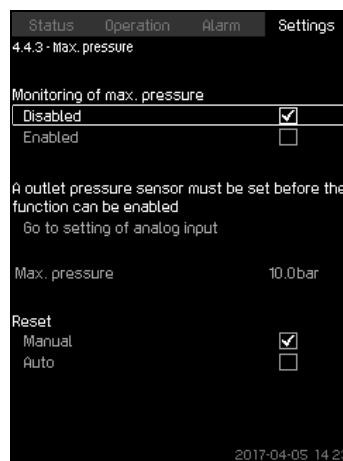 Status Operation Alarm Settings
4.4.3 - Max. pressure
Monitoring of max. pressure
Disabled
Enabled
A outlet pressure sensor must be set before the
function can be enabled
Go to setting of analog input
Max. pressure 10.0bar
Reset
Manual
Auto
2017-04-05 14:23